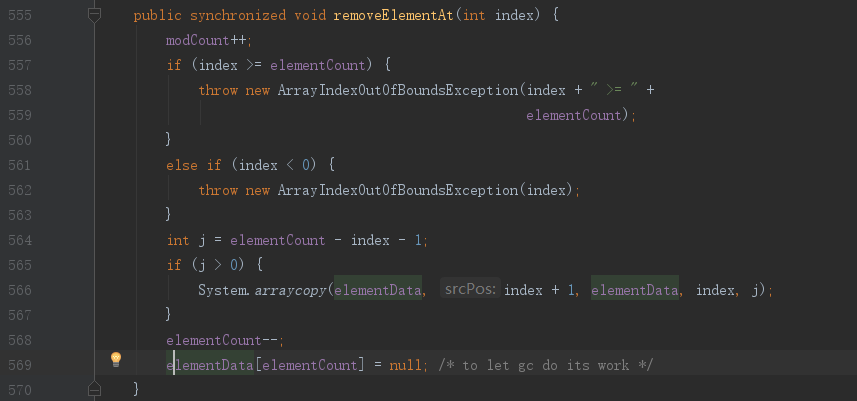 555 public synchronized void removeElementAt(int index) {
556 modCount++;
557 if (index >= elementCount) {
558 throw new ArrayIndexOutOfBoundsException(index + " >= " +
559 elementCount);
560 }
561 else if (index < 0) {
562 throw new ArrayIndexOutOfBoundsException(index);
563 }
564 int j = elementCount - index - 1;
565 if (j > 0) {
566 System.arraycopy(elementData, srcPos: index + 1, elementData, index, j);
567 }
568 elementCount--;
569 elementData[elementCount] = null; /* to let gc do its work */
570 }